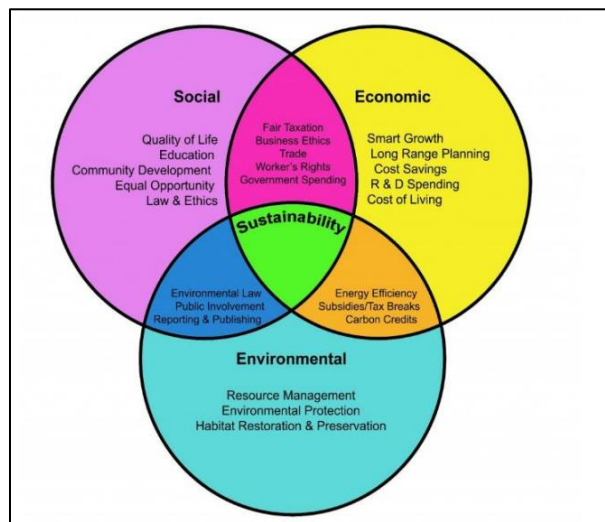 Social
Quality of Life
Education
Community Development
Equal Opportunity
Law & Ethics
Fair Taxation
Business Ethics
Trade
Worker's Rights
Government Spending
Economic
Smart Growth
Long Range Planning
Cost Savings
R & D Spending
Cost of Living
Sustainability
Environmental Law
Public Involvement
Reporting & Publishing
Energy Efficiency
Subsidies/Tax Breaks
Carbon Credits
Environmental
Resource Management
Environmental Protection
Habitat Restoration & Preservation